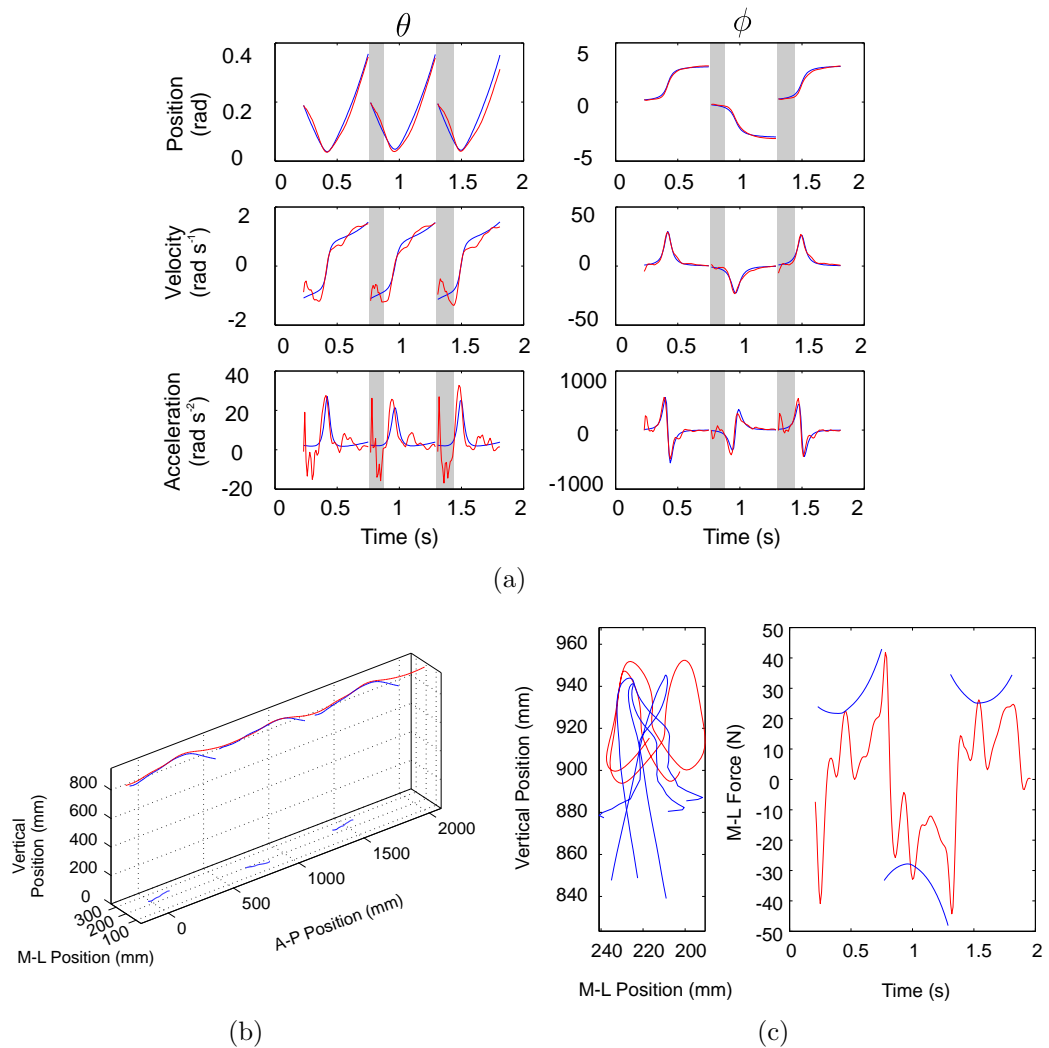 θ ϕ
Position
(rad)
0.4
0.2
0
0 0.5 1 1.5 2
5
0
-5
0 0.5 1 1.5 2
Velocity
(rad s-1)
2
0
-2
0 0.5 1 1.5 2
50
0
-50
0 0.5 1 1.5 2
Acceleration
(rad s-2)
40
20
0
-20
0 0.5 1 1.5 2
Time (s)
1000
0
-1000
0 0.5 1 1.5 2
Time (s)
(a)
Vertical
Position (mm)
800
600
400
200
0
300
200
100
M-L Position (mm)
0
500
1000
1500
2000
A-P Position (mm)
(b)
Vertical Position (mm)
960
940
920
900
880
860
840
240 220 200
M-L Position (mm)
M-L Force (N)
50
40
30
20
10
0
-10
-20
-30
-40
-50
0 0.5 1 1.5 2
Time (s)
(c)